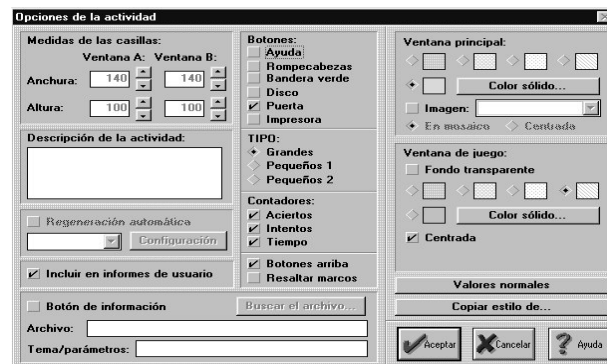 Opciones de la actividad
Medidas de las casillas:
Ventana A: Ventana B:
Anchura: 140 140
Altura: 100 100
Descripción de la actividad:
Regeneración automática
Configuración
Incluir en informes de usuario
Botón de información
Buscar el archivo...
Archivo:
Tema/parámetros:
Botones:
Ayuda
Rompecabezas
Bandera verde
Disco
Puerta
Impresora
TIPO:
Grandes
Pequeños 1
Pequeños 2
Contadores:
Aciertos
Intentos
Tiempo
Botones arriba
Resaltar marcos
Ventana principal:
Color sólido...
Imagen:
En mosaico Centrada
Ventana de juego:
Fondo transparente
Color sólido...
Centrada
Valores normales
Copiar estilo de...
Aceptar Cancelar Ayuda